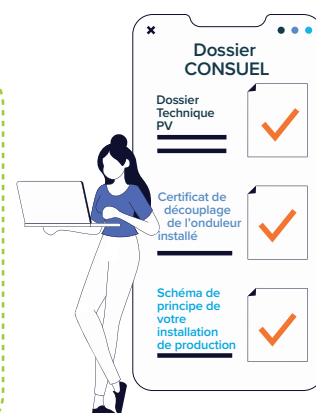 Dossier
CONSUEL
Dossier
Technique
PV
Certificat de
découplage
de l'onduleur
installé
Schéma de
principe de
votre
installation
de production